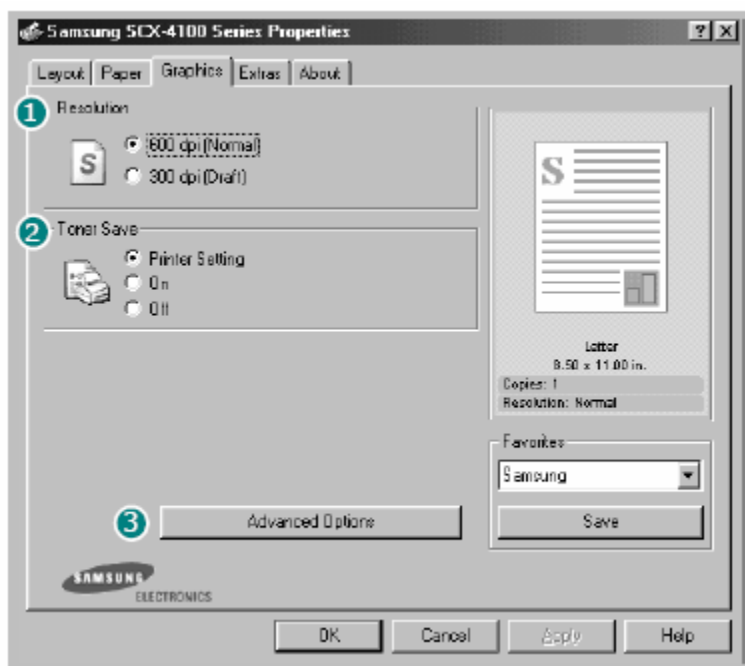 Samsung SCX-4100 Series Properties
? X
Layout Paper Graphics Extras About
1 Resolution
S
600 dpi (Normal)
300 dpi (Draft)
2 Toner Save
Printer Setting
On
Off
S
Letter
8.50 x 11.00 in.
Copies: 1
Resolution: Normal
Favorites
Samsung
3 Advanced Options
Save
SAMSUNG
ELECTRONICS
OK Cancel Apply Help